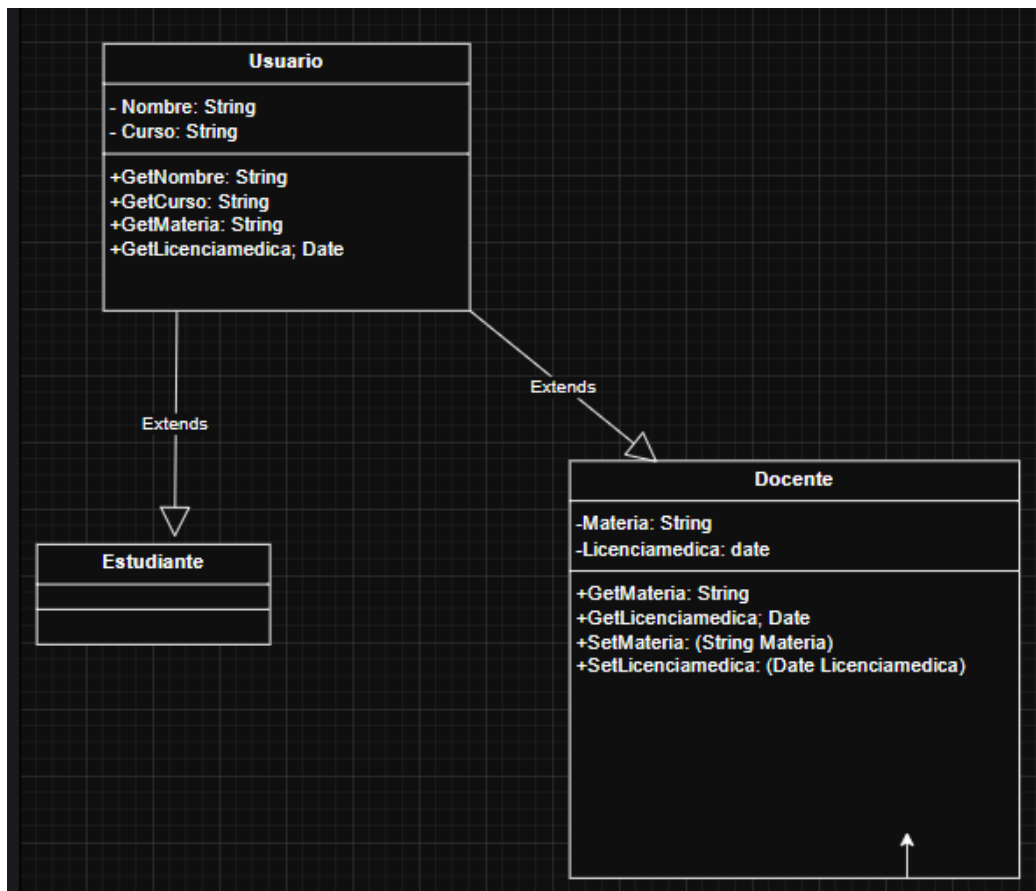 Usuario
- Nombre: String
- Curso: String
+GetNombre: String
+GetCurso: String
+GetMateria: String
+GetLicenciamedica; Date
Extends
Extends
Docente
-Materia: String
-Licenciamedica: date
+GetMateria: String
+GetLicenciamedica; Date
+SetMateria: (String Materia)
+SetLicenciamedica: (Date Licenciamedica)
Estudiante